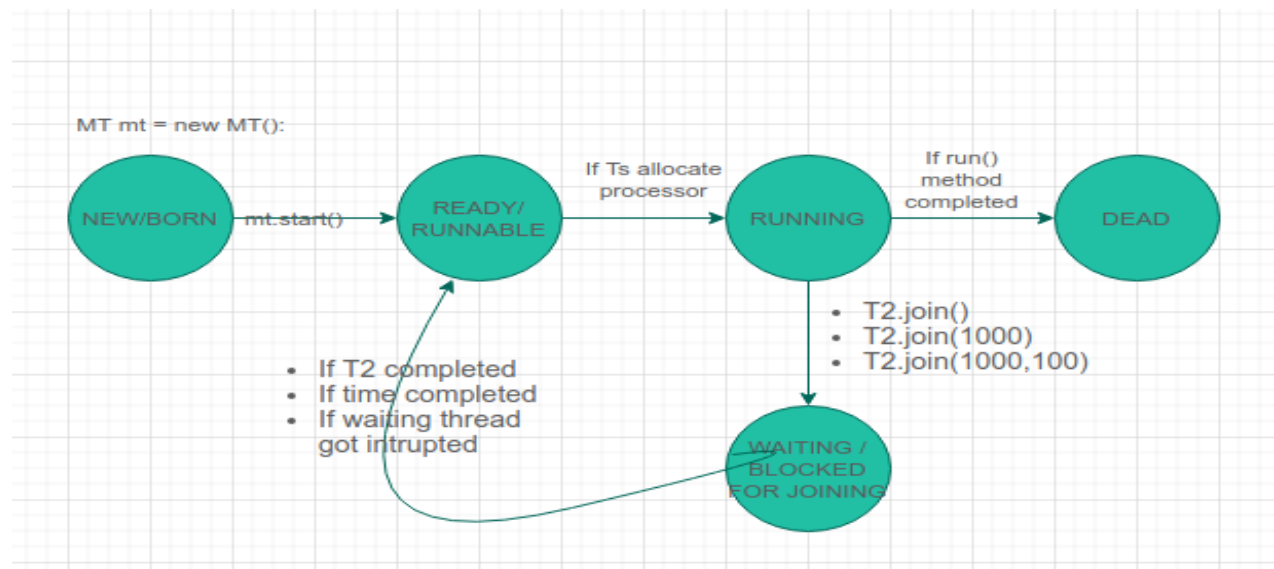 MT mt = new MT():
NEW/BORN
mt.start()
READY/
RUNNABLE
If Ts allocate
processor
RUNNING
If run()
method
completed
DEAD
• T2.join()
• T2.join(1000)
• T2.join(1000,100)
• If T2 completed
• If time completed
• If waiting thread
got intrupted
WAITING /
BLOCKED
FOR JOINING